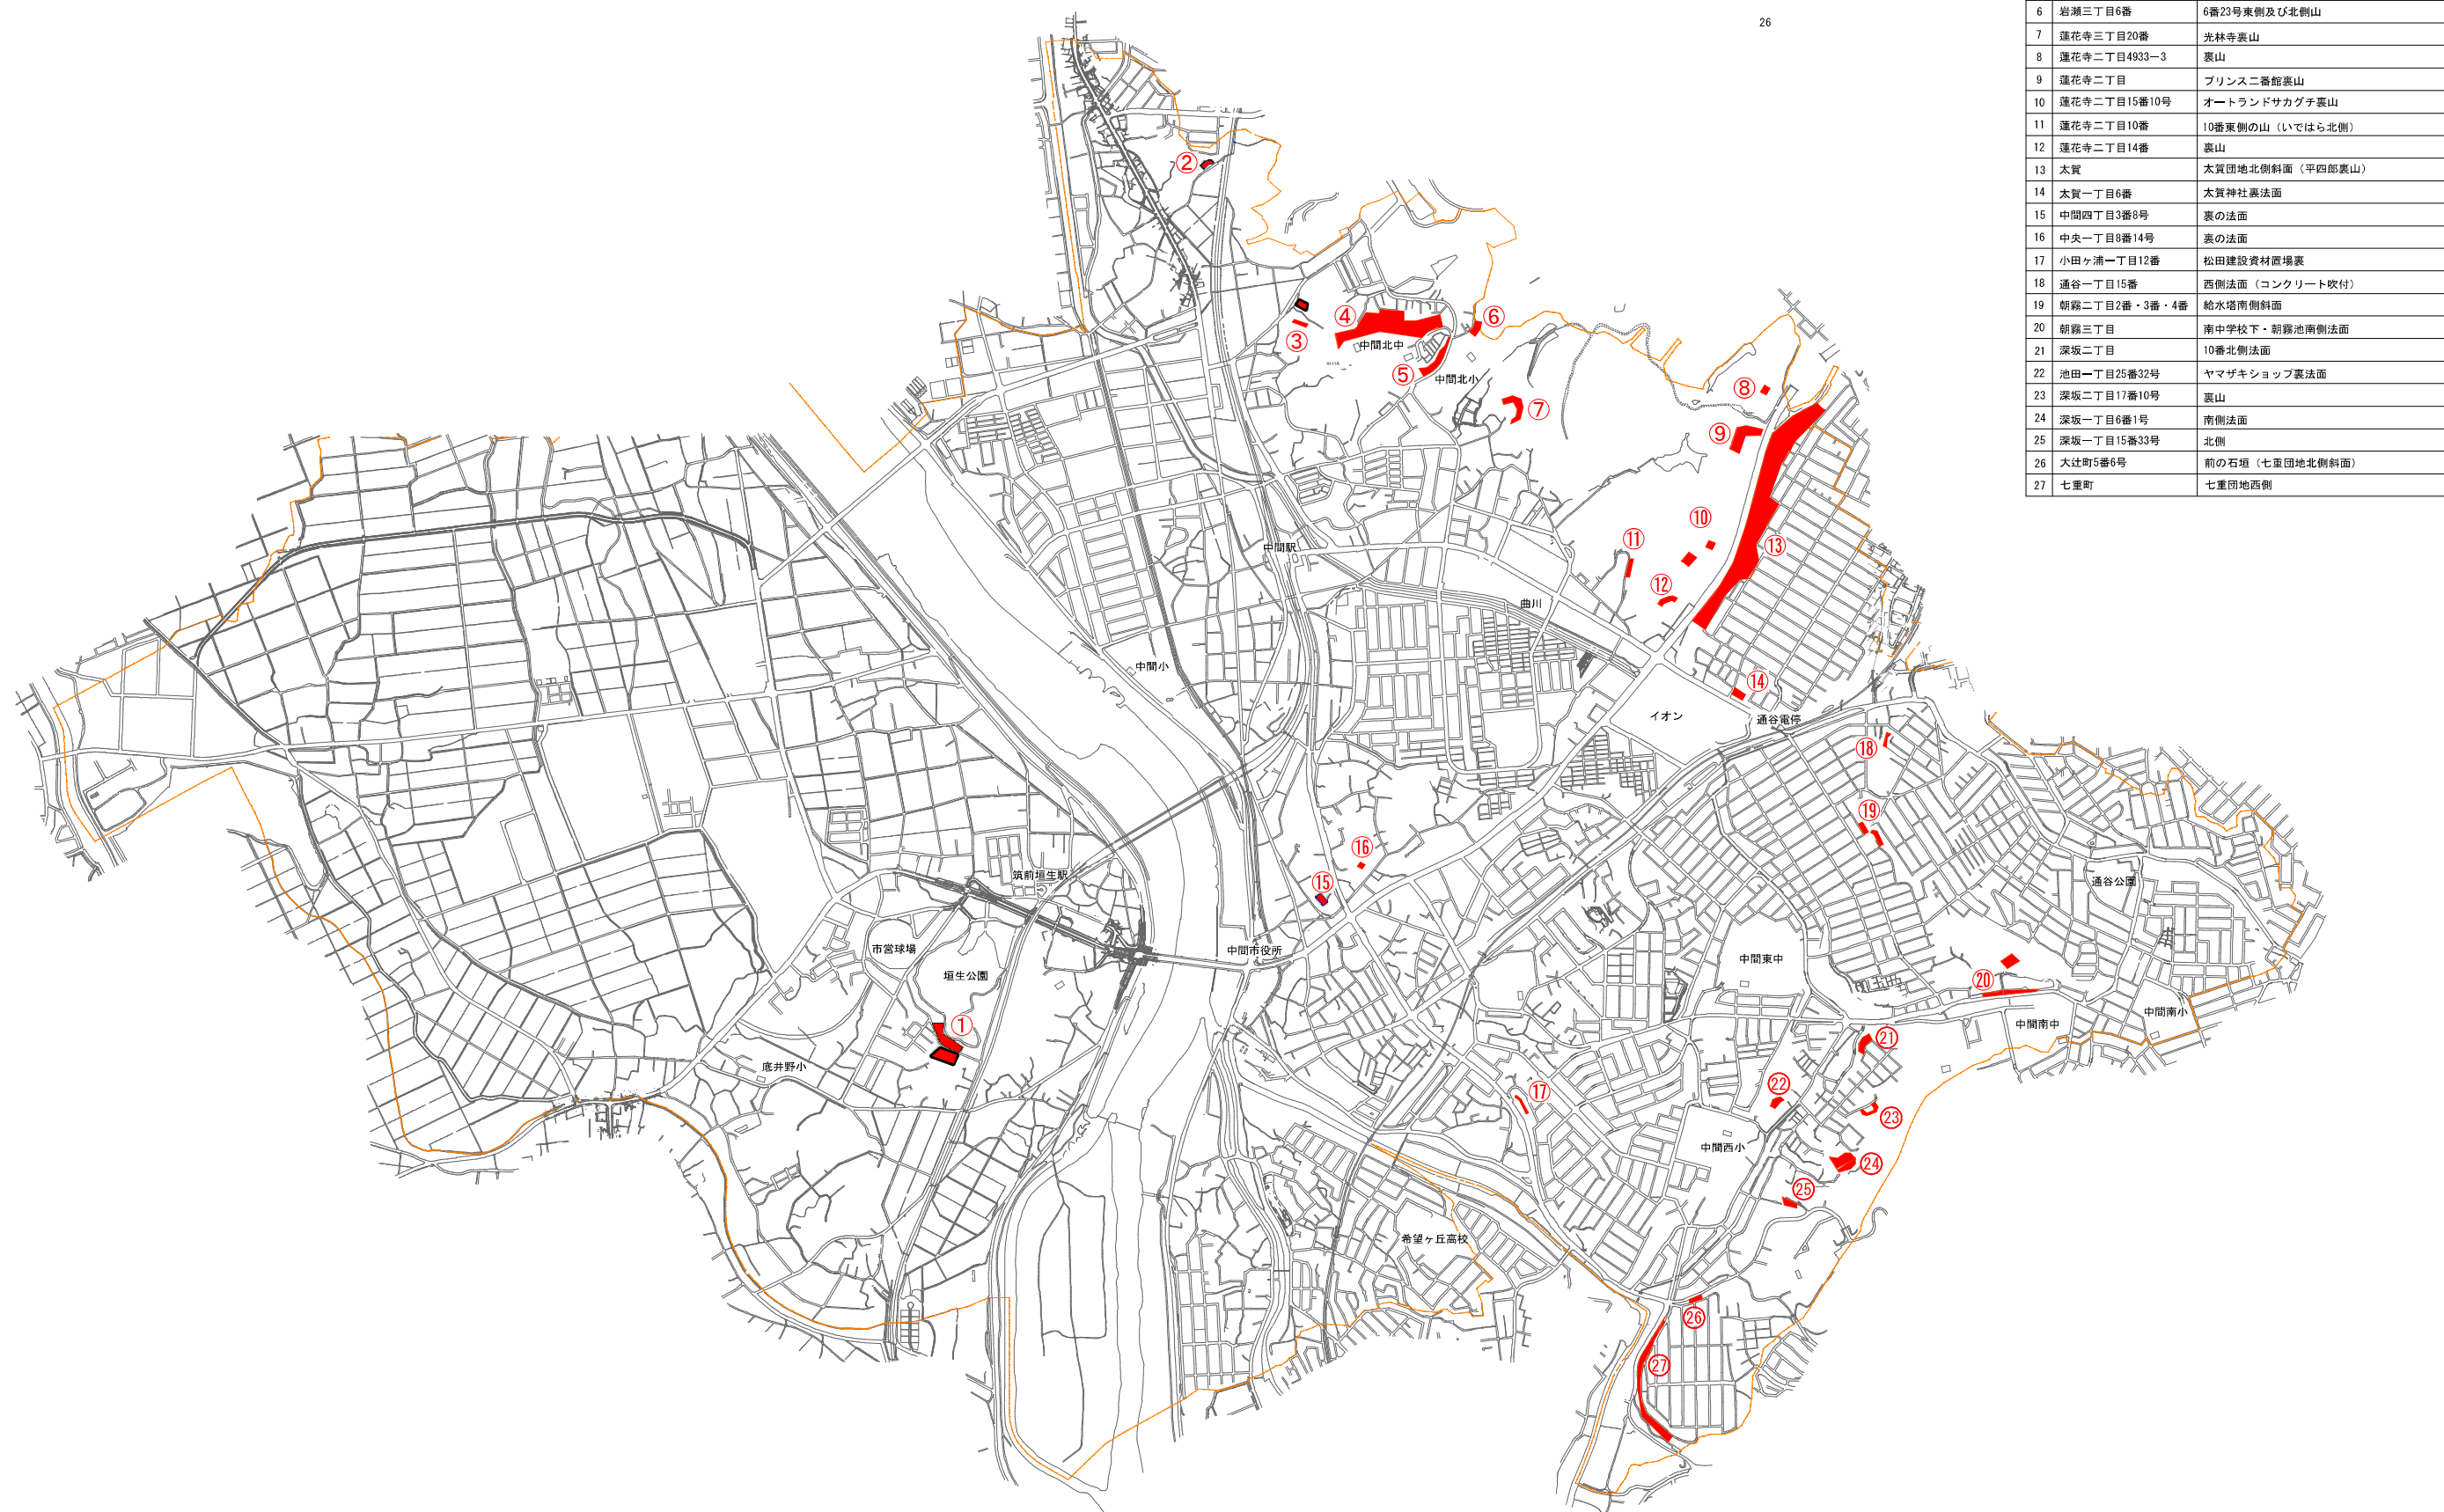 26
6 岩瀬三丁目6番 6番23号東側及び北側山
7 蓮花寺三丁目20番 光林寺裏山
8 蓮花寺二丁目4933ー3 裏山
9 蓮花寺二丁目 プリンス二番館裏山
10 蓮花寺二丁目15番10号 オートランドサカグチ裏山
11 蓮花寺二丁目10番 10番東側の山（いではら北側）
12 蓮花寺二丁目14番 裏山
13 太賀 太賀団地北側斜面（平四郎裏山）
14 太賀一丁目6番 太賀神社裏法面
15 中間四丁目3番8号 裏の法面
16 中央一丁目8番14号 裏の法面
17 小田ヶ浦一丁目12番 松田建設資材置場裏
18 通谷一丁目15番 西側法面（コンクリート吹付）
19 朝霧二丁目2番・3番・4番 給水塔南側斜面
20 朝霧三丁目 南中学校下・朝霧池南側法面
21 深坂二丁目 10番北側法面
22 池田一丁目25番32号 ヤマザキショップ裏法面
23 深坂二丁目17番10号 裏山
24 深坂一丁目6番1号 南側法面
25 深坂一丁目15番33号 北側
26 大辻町5番6号 前の石垣（七重団地北側斜面）
27 七重町 七重団地西側
②
④
⑥
③
中間北中
⑤
中間北小
⑧
⑦
⑨
⑩
⑪
中間駅
⑬
⑫
曲川
中間小
⑭
イオン
通谷電停
⑱
⑲
⑯
筑前垣生駅
⑮
通谷公園
市営球場
中間市役所
中間東中
垣生公園
⑳
中間南小
①
中間南中
㉑
底井野小
㉒
⑰
㉓
中間西小
㉔
㉕
希望ヶ丘高校
㉖
㉗